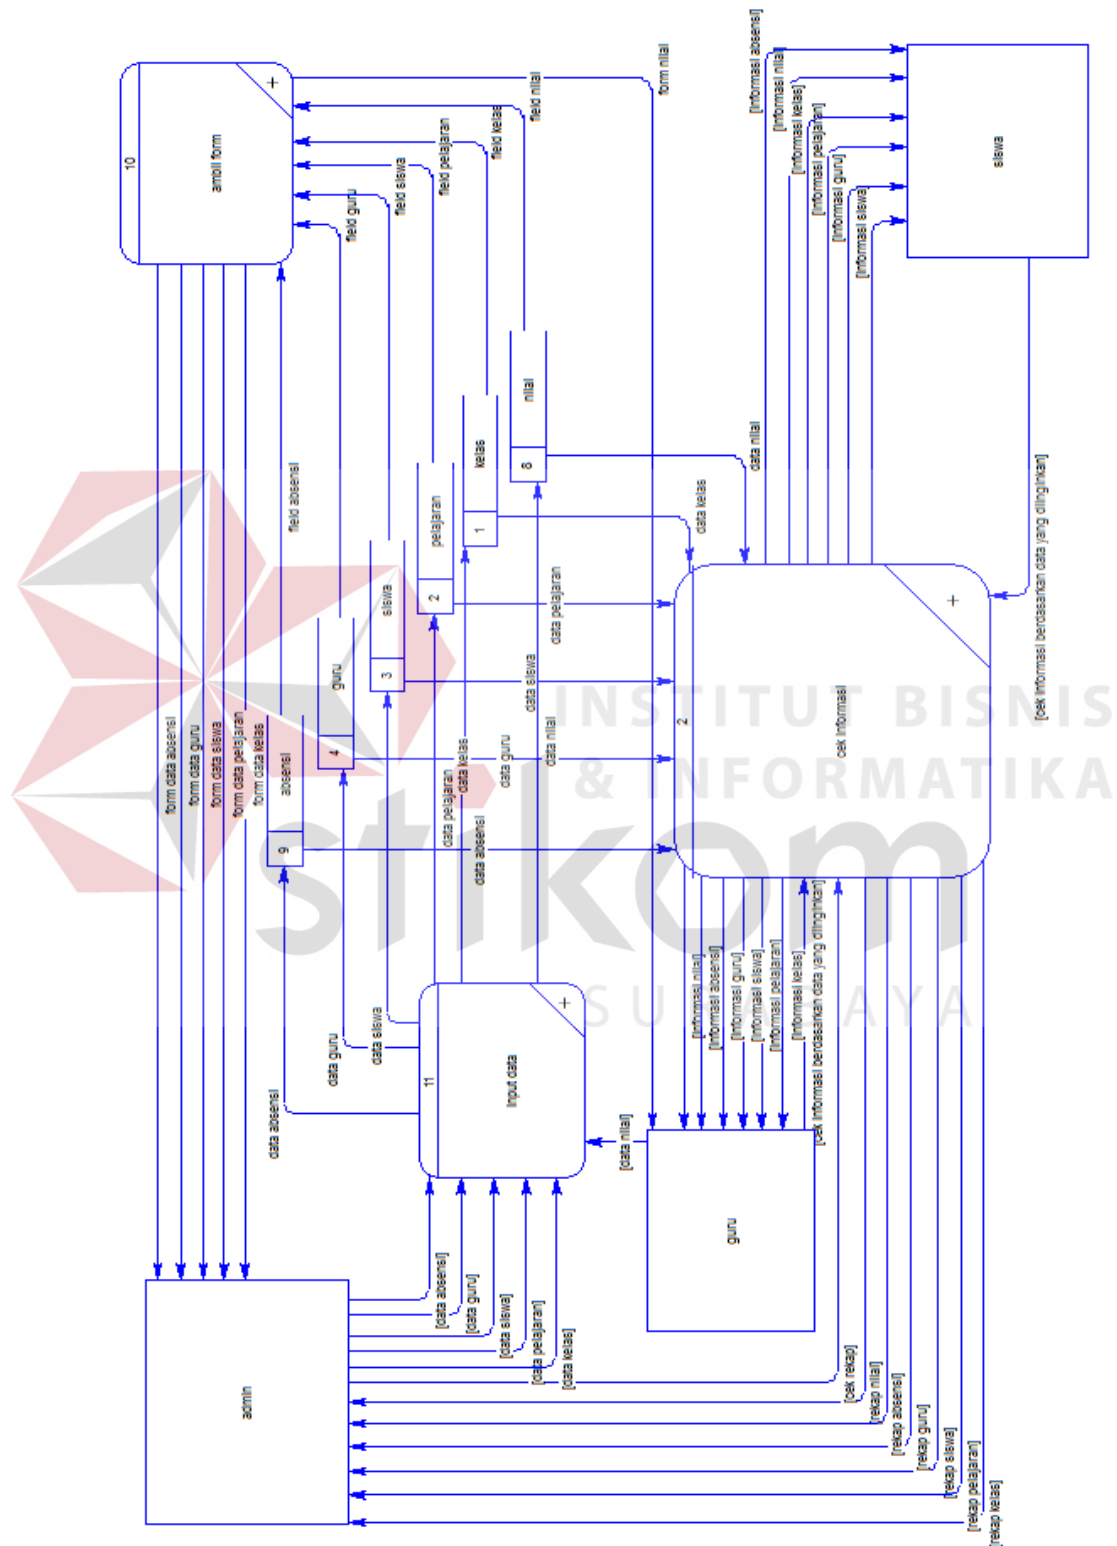 10
ambil form
+
form nilai
field nilai
field kelas
field pelajaran
field siswa
field guru
field absensi
[informasi absensi]
[informasi nilai]
[informasi kelas]
[informasi pelajaran]
[informasi guru]
[informasi siswa]
siswa
[cek informasi berdasarkan data yang diinginkan]
8
nilai
1
kelas
2
pelajaran
3
siswa
4
guru
9
absensi
data nilai
data kelas
data pelajaran
data siswa
data guru
data absensi
form data absensi
form data guru
form data siswa
form data pelajaran
form data kelas
2
cek informasi
+
data pelajaran
data kelas
data nilai
data siswa
data guru
data absensi
11
input data
+
[data nilai]
[informasi nilai]
[informasi absensi]
[informasi guru]
[informasi siswa]
[informasi pelajaran]
[informasi kelas]
[cek informasi berdasarkan data yang diinginkan]
guru
admin
[data absensi]
[data guru]
[data siswa]
[data pelajaran]
[data kelas]
[cek rekap]
[rekap nilai]
[rekap absensi]
[rekap guru]
[rekap siswa]
[rekap pelajaran]
[rekap kelas]
INSTITUT BISNIS
& INFORMATIKA
stikom
SURABAYA